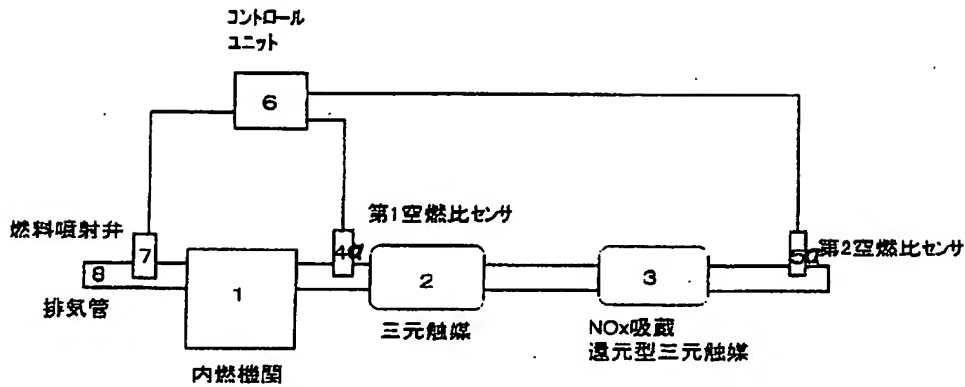 コントロール
ユニット
6
燃料噴射弁
7
第1空燃比センサ
4a
第2空燃比センサ
5a
8
排気管
1
内燃機関
2
三元触媒
3
NOx吸蔵
還元型三元触媒